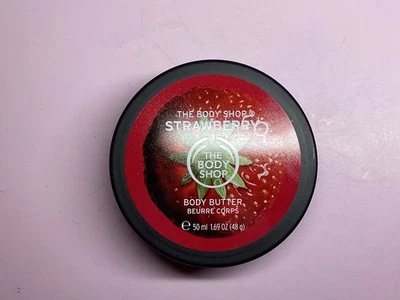 THE BODY SHOP®
STRAWBERRY
THE
BODY
SHOP
BODY BUTTER
BEURRE CORPS
℮ 50 ml 1.69 OZ (48 g)